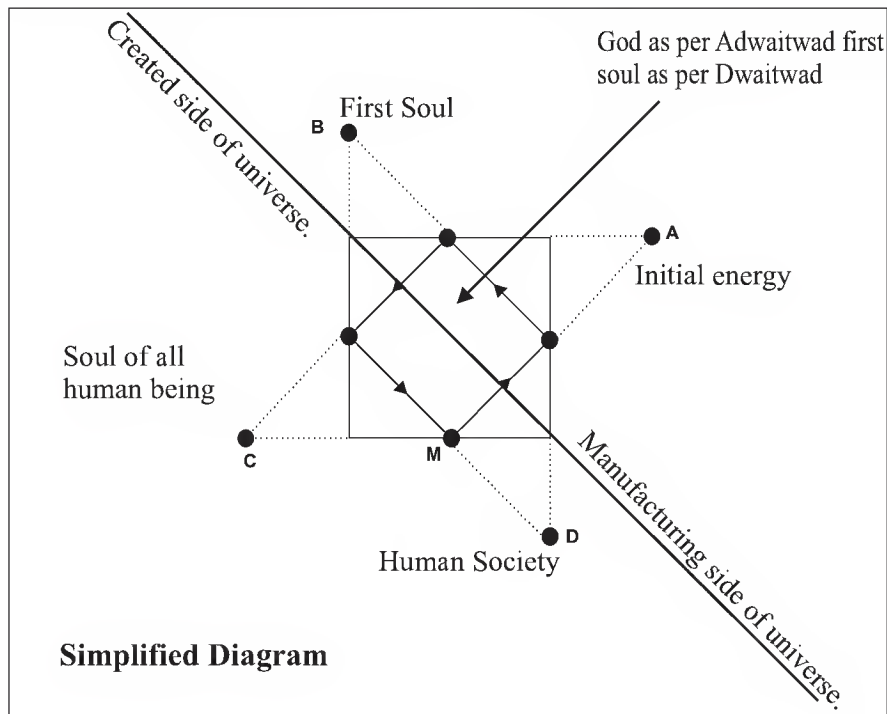 God as per Adwaitwad first
soul as per Dwaitwad
Created side of universe.
B
First Soul
A
Initial energy
Soul of all
human being
C
M
D
Human Society
Manufacturing side of universe.
Simplified Diagram